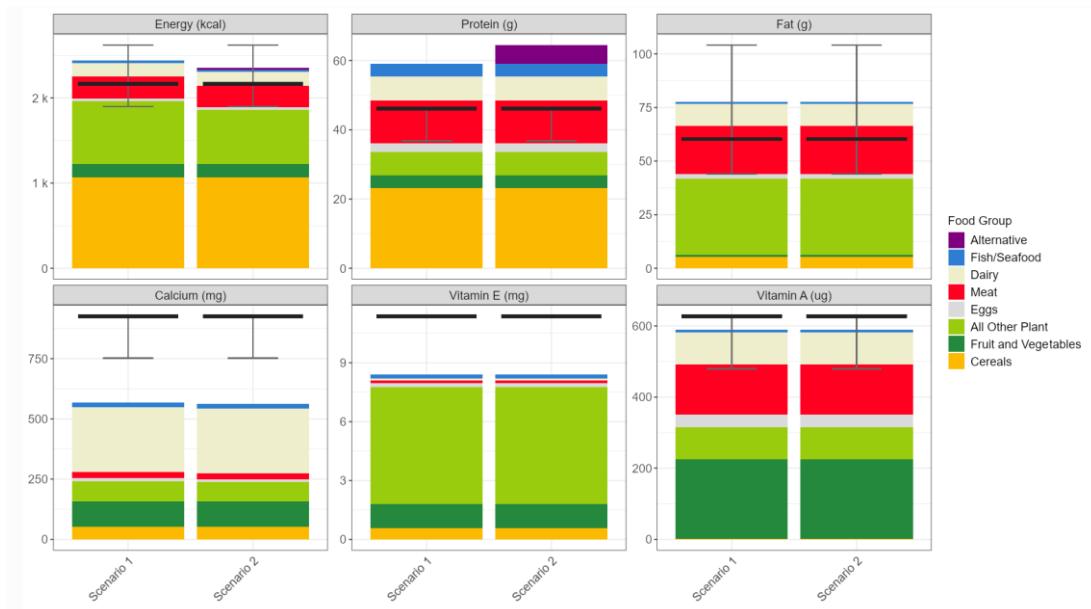 Energy (kcal)
Protein (g)
Fat (g)
2 k
1 k
0
60
40
20
0
100
75
50
25
0
Calcium (mg)
Vitamin E (mg)
Vitamin A (ug)
750
500
250
0
9
6
3
0
600
400
200
0
Scenario 1
Scenario 2
Scenario 1
Scenario 2
Scenario 1
Scenario 2
Food Group
Alternative
Fish/Seafood
Dairy
Meat
Eggs
All Other Plant
Fruit and Vegetables
Cereals